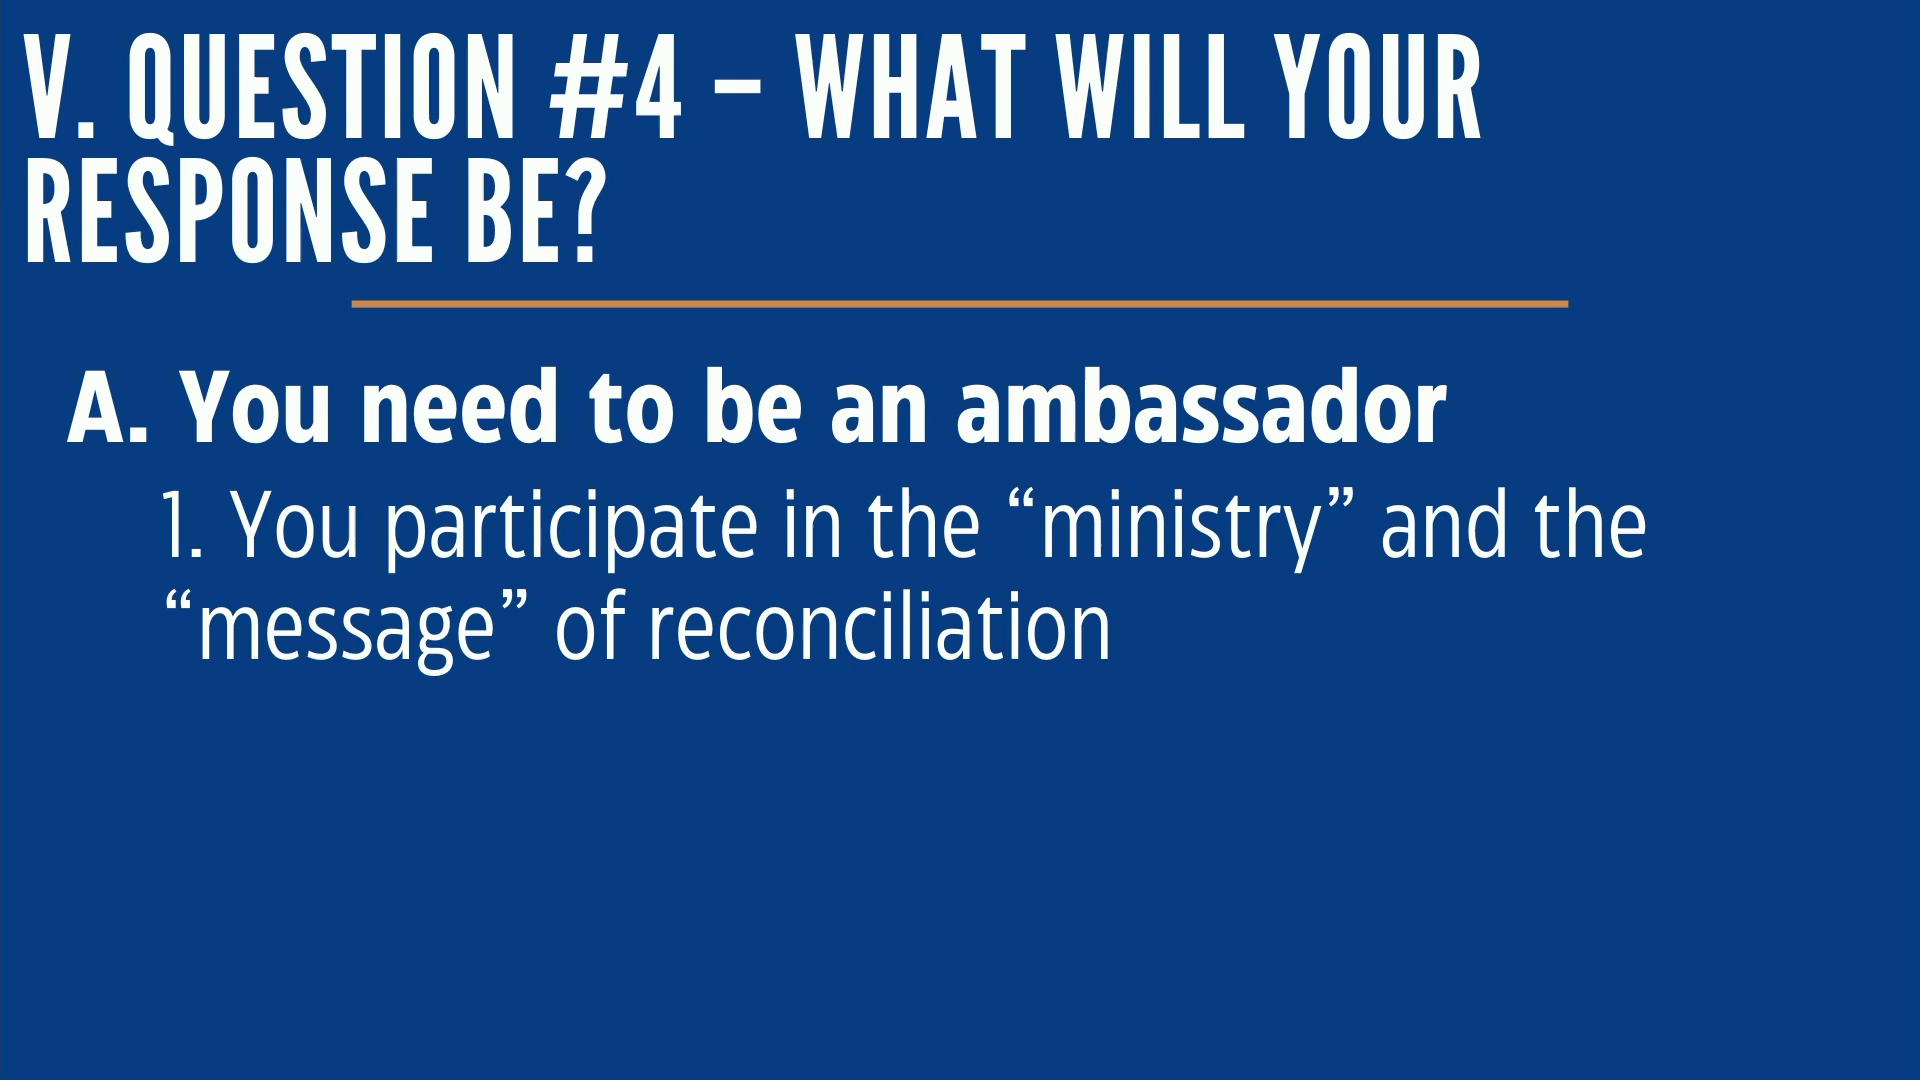 V. QUESTION #4 – WHAT WILL YOUR
RESPONSE BE?
A. You need to be an ambassador
1. You participate in the “ministry” and the
“message” of reconciliation